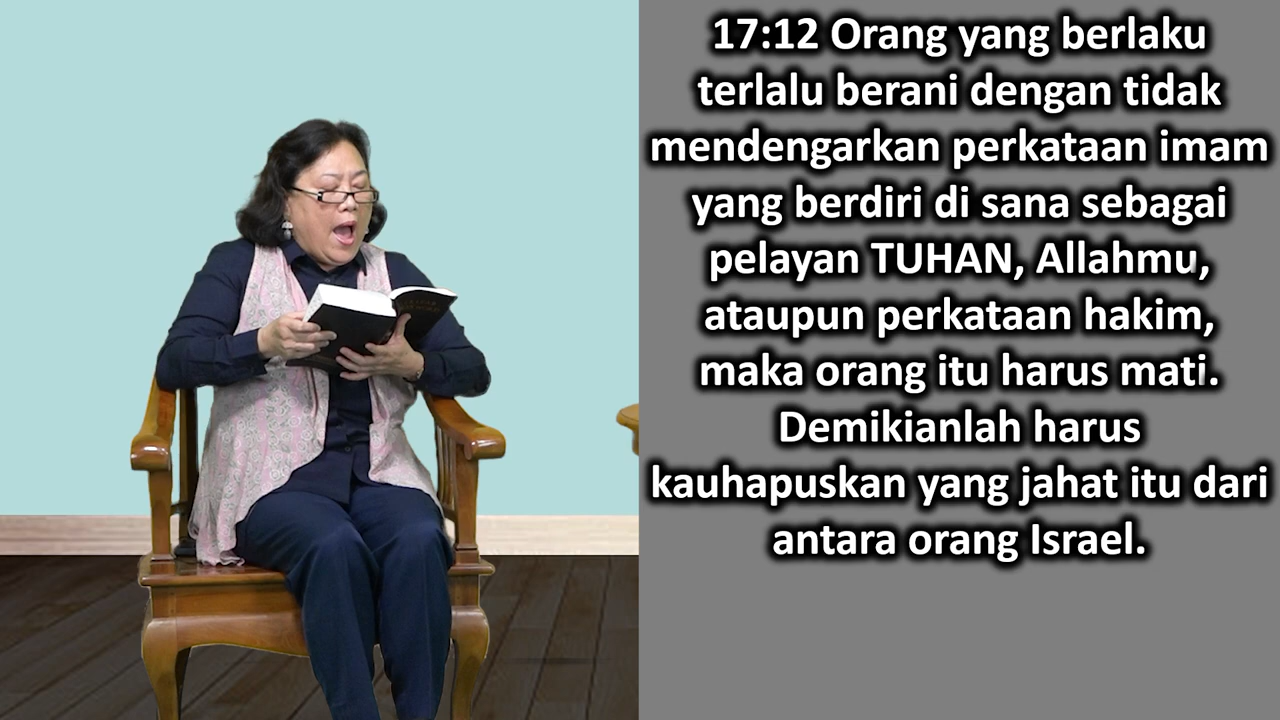 17:12 Orang yang berlaku
terlalu berani dengan tidak
mendengarkan perkataan imam
yang berdiri di sana sebagai
pelayan TUHAN, Allahmu,
ataupun perkataan hakim,
maka orang itu harus mati.
Demikianlah harus
kauhapuskan yang jahat itu dari
antara orang Israel.